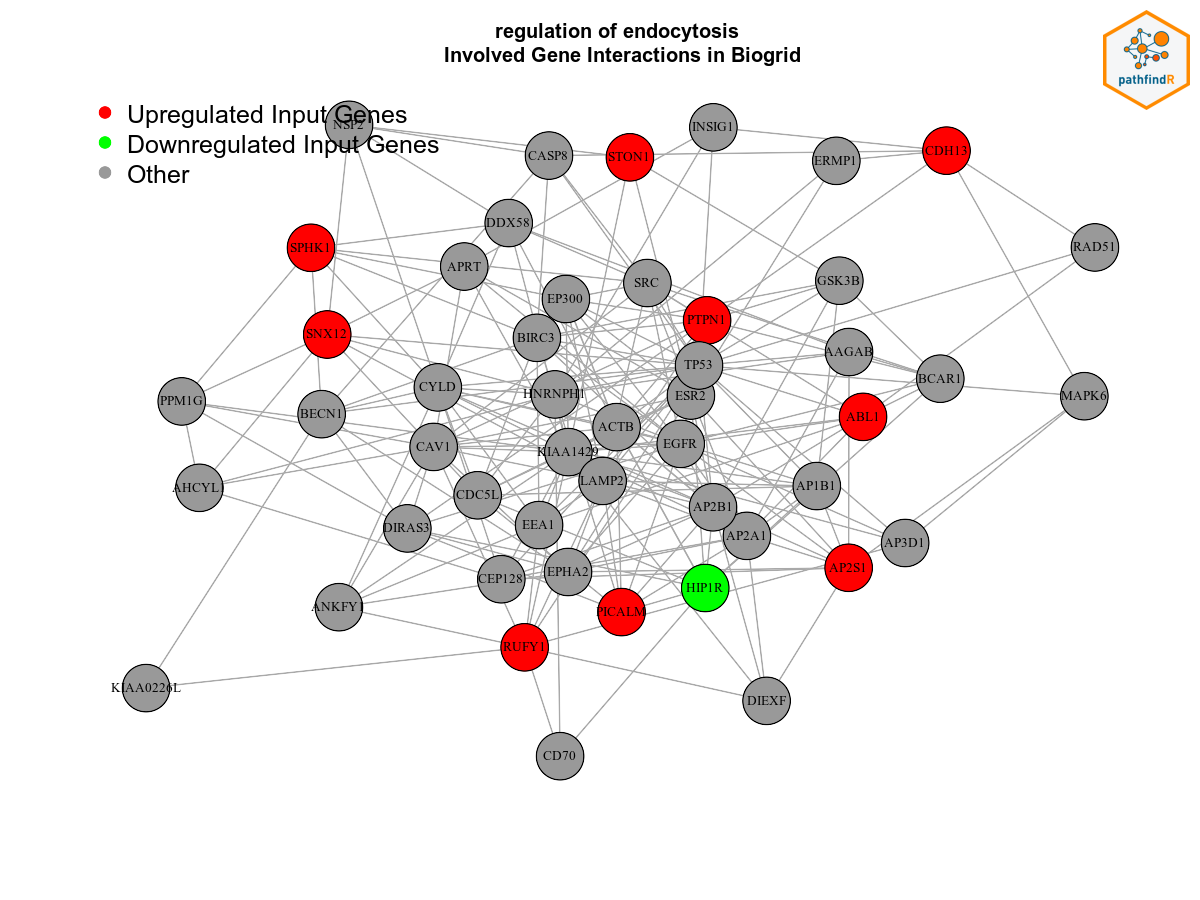 regulation of endocytosis
Involved Gene Interactions in Biogrid
pathfindR
Upregulated Input Genes
Downregulated Input Genes
Other
NSP2
INSIG1
CASP8
STON1
ERMP1
CDH13
DDX58
SPHK1
RAD51
APRT
SRC
GSK3B
EP300
PTPN1
SNX12
BIRC3
AAGAB
TP53
BCAR1
CYLD
HNRNPH1
ESR2
MAPK6
PPM1G
BECN1
ABL1
ACTB
CAV1
KIAA1429
EGFR
LAMP2
AHCYL1
CDC5L
AP1B1
AP2B1
DIRAS3
EEA1
AP2A1
AP3D1
CEP128
EPHA2
AP2S1
HIP1R
ANKFY1
PICALM
RUFY1
KIAA0226L
DIEXF
CD70